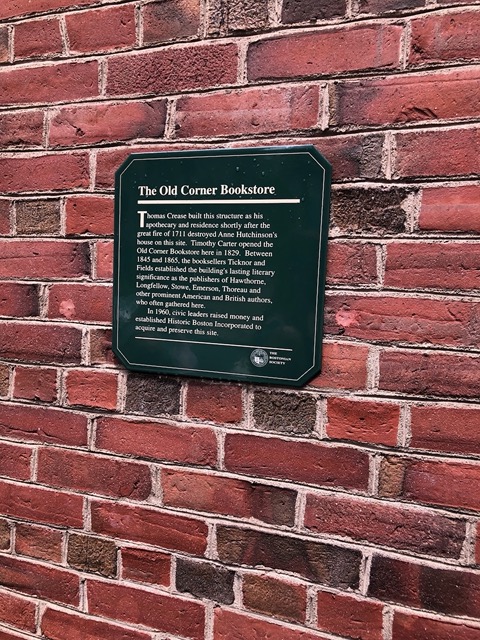 The Old Corner Bookstore
Thomas Crease built this structure as his
apothecary and residence shortly after the
great fire of 1711 destroyed Anne Hutchinson's
house on this site. Timothy Carter opened the
Old Corner Bookstore here in 1829. Between
1845 and 1865, the booksellers Ticknor and
Fields established the building's lasting literary
significance as the publishers of Hawthorne,
Longfellow, Stowe, Emerson, Thoreau and
other prominent American and British authors,
who often gathered here.
In 1960, civic leaders raised money and
established Historic Boston Incorporated to
acquire and preserve this site.
THE
BOSTONIAN
SOCIETY